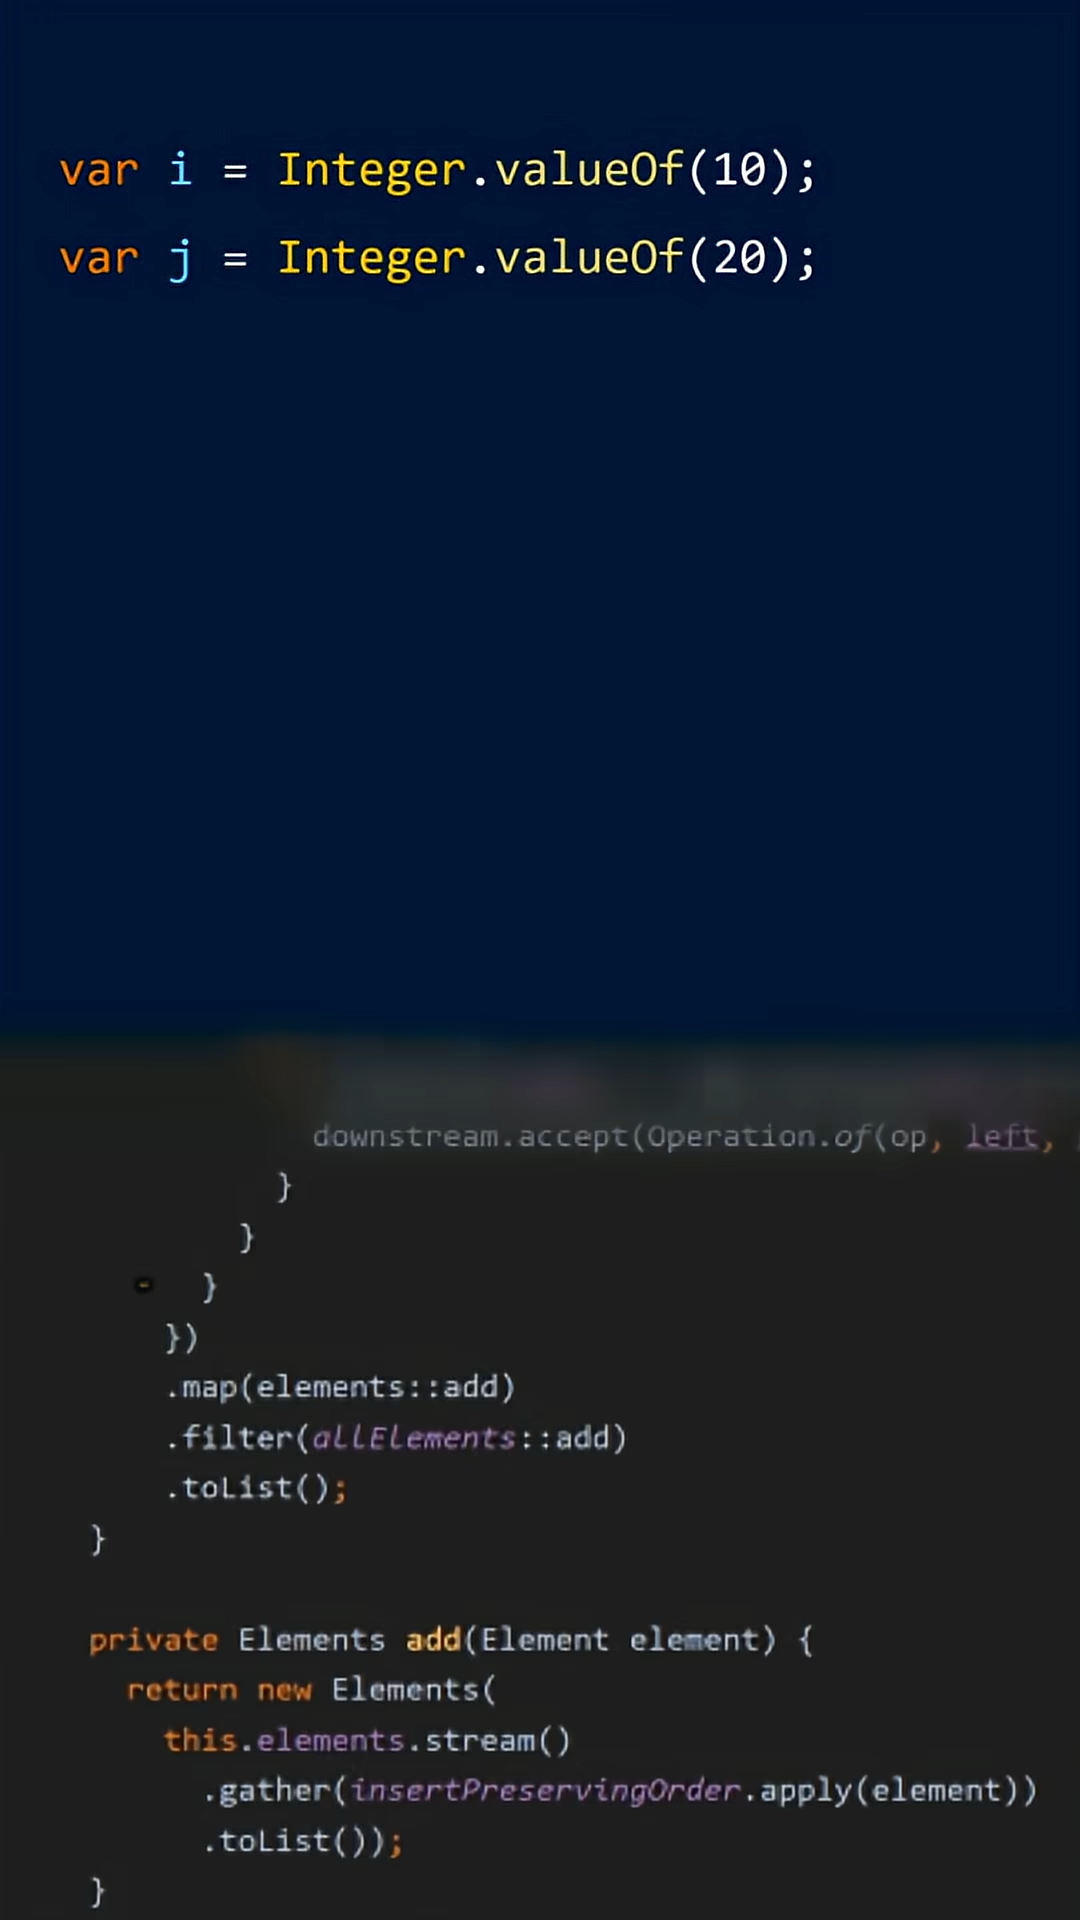 var i = Integer.valueOf(10);
var j = Integer.valueOf(20);
downstream.accept(Operation.of(op, left,
}
}
}
})
.map(elements::add)
.filter(allElements::add)
.toList();
}
private Elements add(Element element) {
return new Elements(
this.elements.stream()
.gather(insertPreservingOrder.apply(element))
.toList());
}